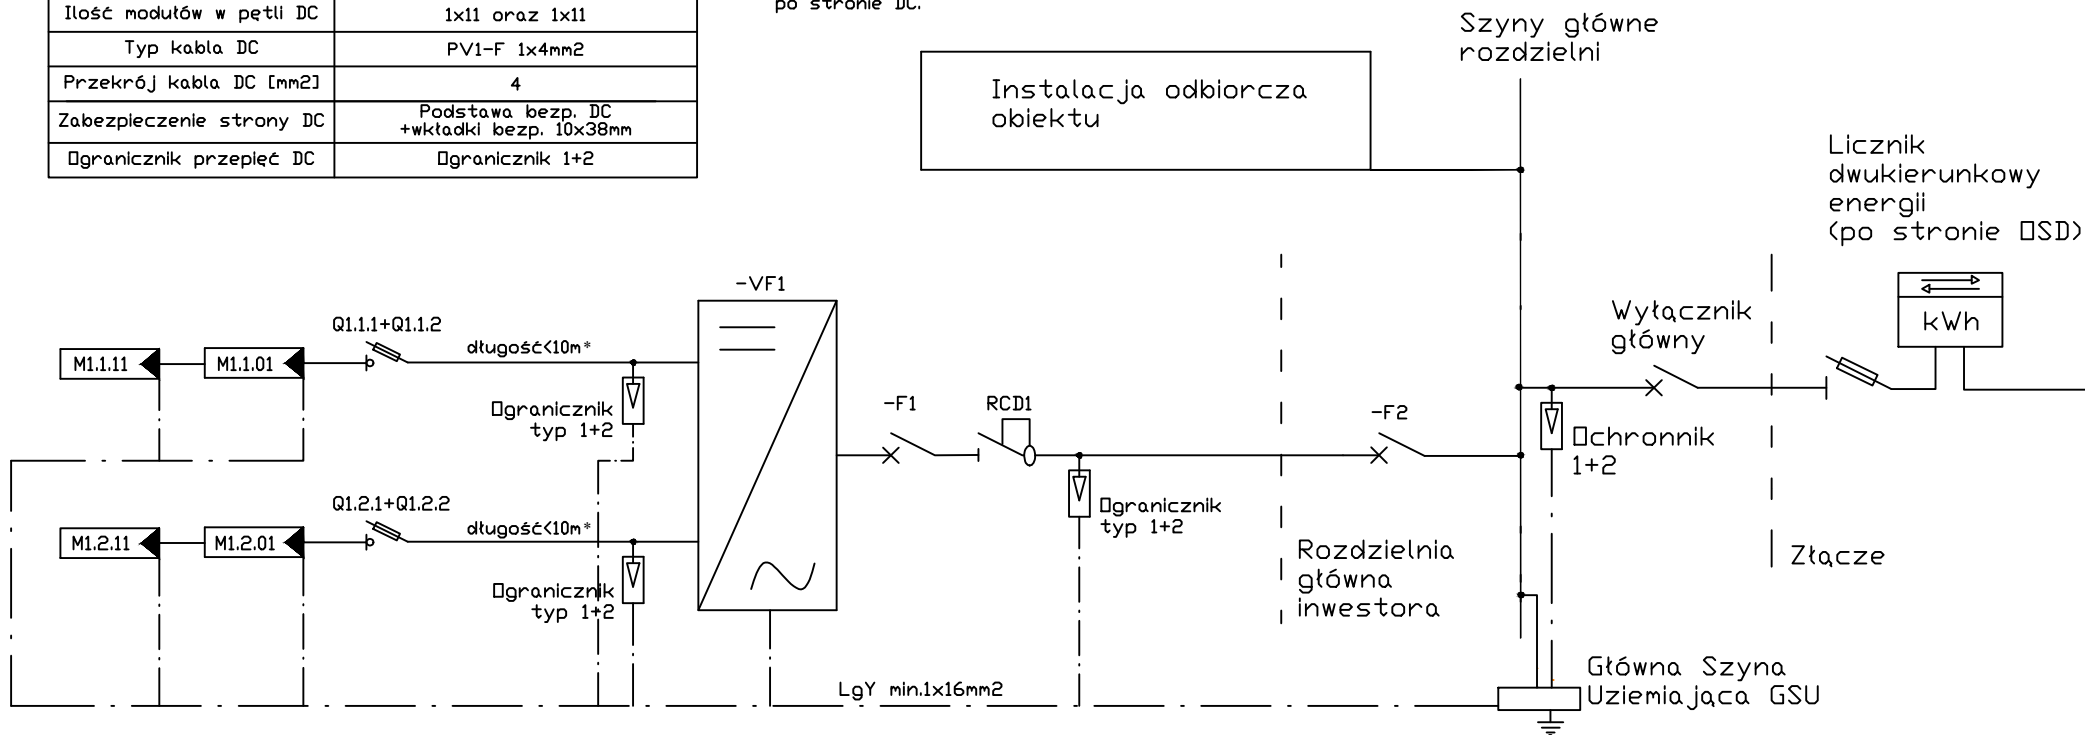 Ilość modułów w pętli DC
1x11 oraz 1x11
Typ kabla DC
PV1-F 1x4mm2
Przekrój kabla DC [mm2]
4
Zabezpieczenie strony DC
Podstawa bezp. DC
+wkładki bezp. 10x38mm
Ogranicznik przepięć DC
Ogranicznik 1+2
po stronie DC.
Szyny główne
rozdzielni
Instalacja odbiorcza
obiektu
Licznik
dwukierunkowy
energii
(po stronie OSD)
kWh
Wyłącznik
główny
-VF1
Q1.1.1+Q1.1.2
M1.1.11
M1.1.01
długość<10m*
Ogranicznik
typ 1+2
-F1
RCD1
-F2
Ochronnik
1+2
Q1.2.1+Q1.2.2
M1.2.11
M1.2.01
długość<10m*
Ogranicznik
typ 1+2
Ogranicznik
typ 1+2
Rozdzielnia
główna
inwestora
Złącze
LgY min.1x16mm2
Główna Szyna
Uziemiająca GSU